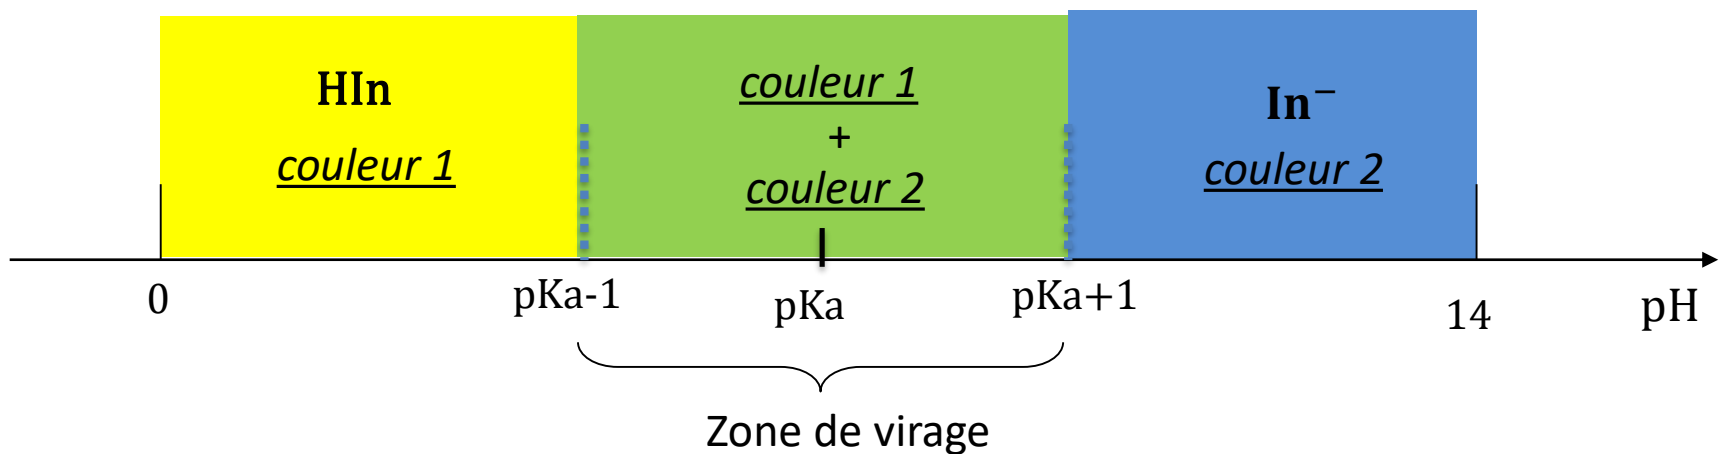 HIn
couleur 1
couleur 1
+
couleur 2
In⁻
couleur 2
0
pKa-1
pKa
pKa+1
14
pH
Zone de virage